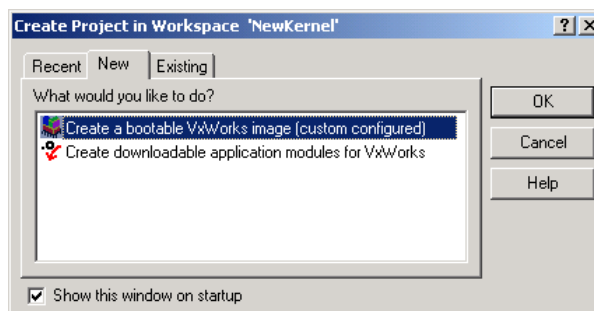 Create Project in Workspace 'NewKernel'
Recent New Existing
What would you like to do?
Create a bootable VxWorks image (custom configured)
Create downloadable application modules for VxWorks
OK
Cancel
Help
Show this window on startup